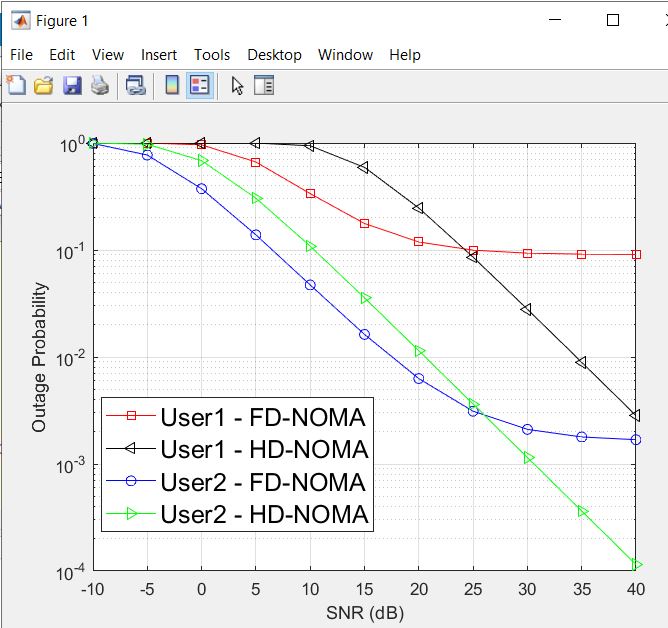 Figure 1
File Edit View Insert Tools Desktop Window Help
10^0
10^-1
10^-2
10^-3
10^-4
Outage Probability
User1 - FD-NOMA
User1 - HD-NOMA
User2 - FD-NOMA
User2 - HD-NOMA
-10 -5 0 5 10 15 20 25 30 35 40
SNR (dB)